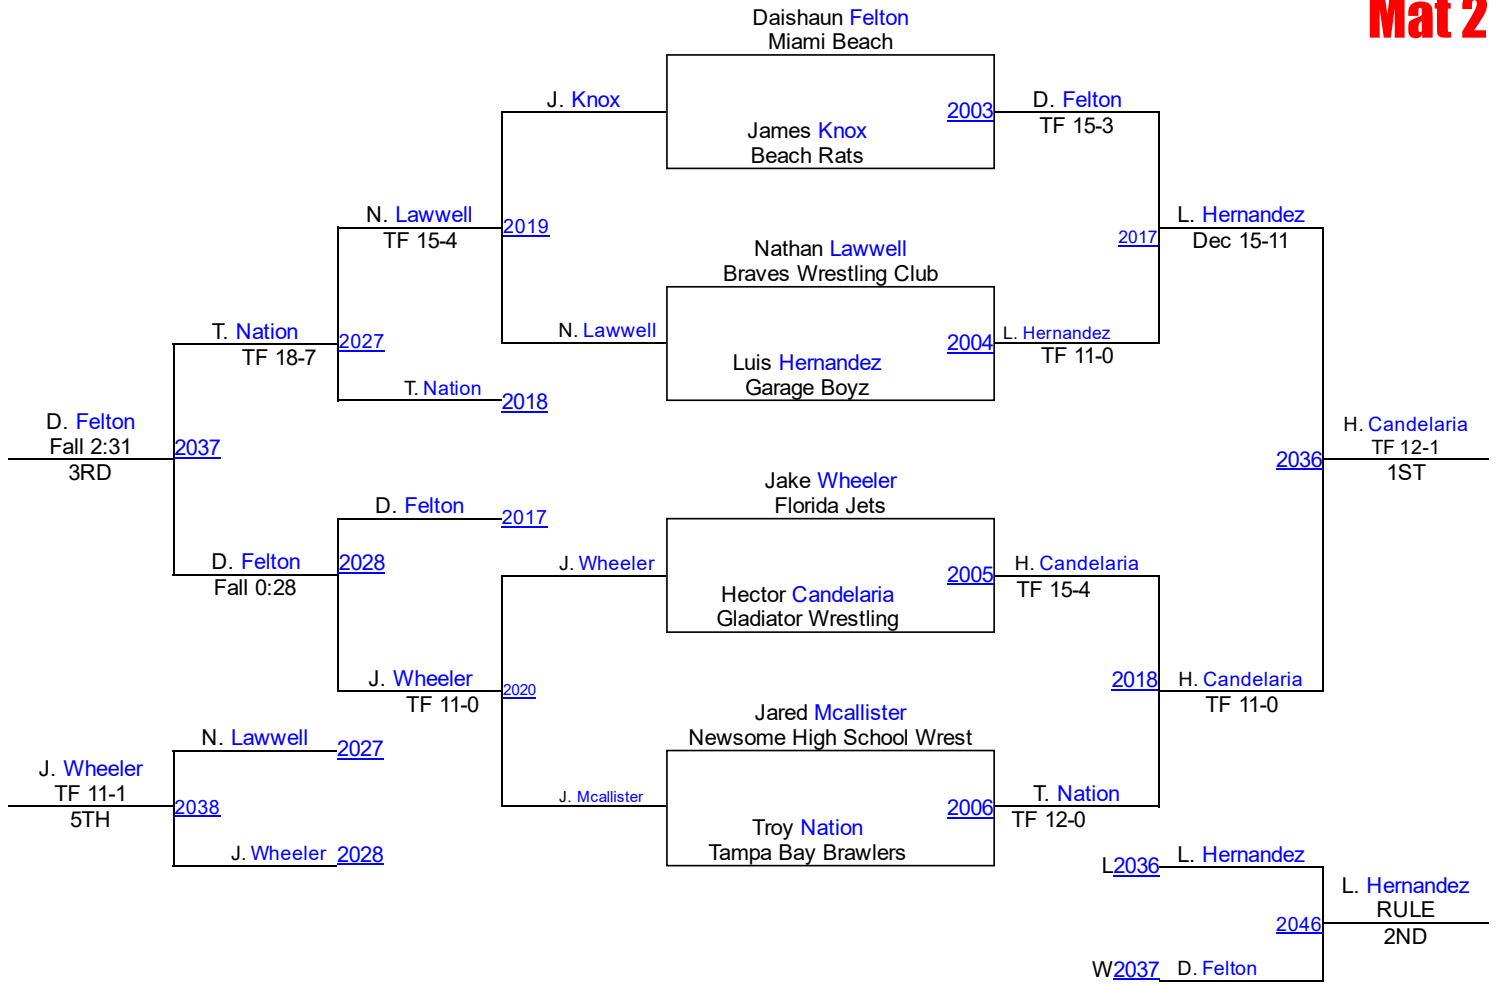 Mat 2
Daishaun Felton
Miami Beach
J. Knox
2003
D. Felton
TF 15-3
James Knox
Beach Rats
N. Lawwell
TF 15-4
2019
L. Hernandez
Dec 15-11
2017
Nathan Lawwell
Braves Wrestling Club
T. Nation
TF 18-7
2027
N. Lawwell
2004
L. Hernandez
TF 11-0
Luis Hernandez
Garage Boyz
T. Nation
2018
D. Felton
Fall 2:31
3RD
2037
H. Candelaria
TF 12-1
1ST
2036
Jake Wheeler
Florida Jets
D. Felton
2017
D. Felton
Fall 0:28
2028
J. Wheeler
2005
H. Candelaria
TF 15-4
Hector Candelaria
Gladiator Wrestling
J. Wheeler
TF 11-0
2020
2018
H. Candelaria
TF 11-0
Jared Mcallister
Newsome High School Wrest
N. Lawwell
2027
J. Wheeler
TF 11-1
5TH
2038
J. Mcallister
2006
T. Nation
TF 12-0
Troy Nation
Tampa Bay Brawlers
J. Wheeler
2028
L2036
L. Hernandez
L. Hernandez
RULE
2ND
2046
W2037
D. Felton